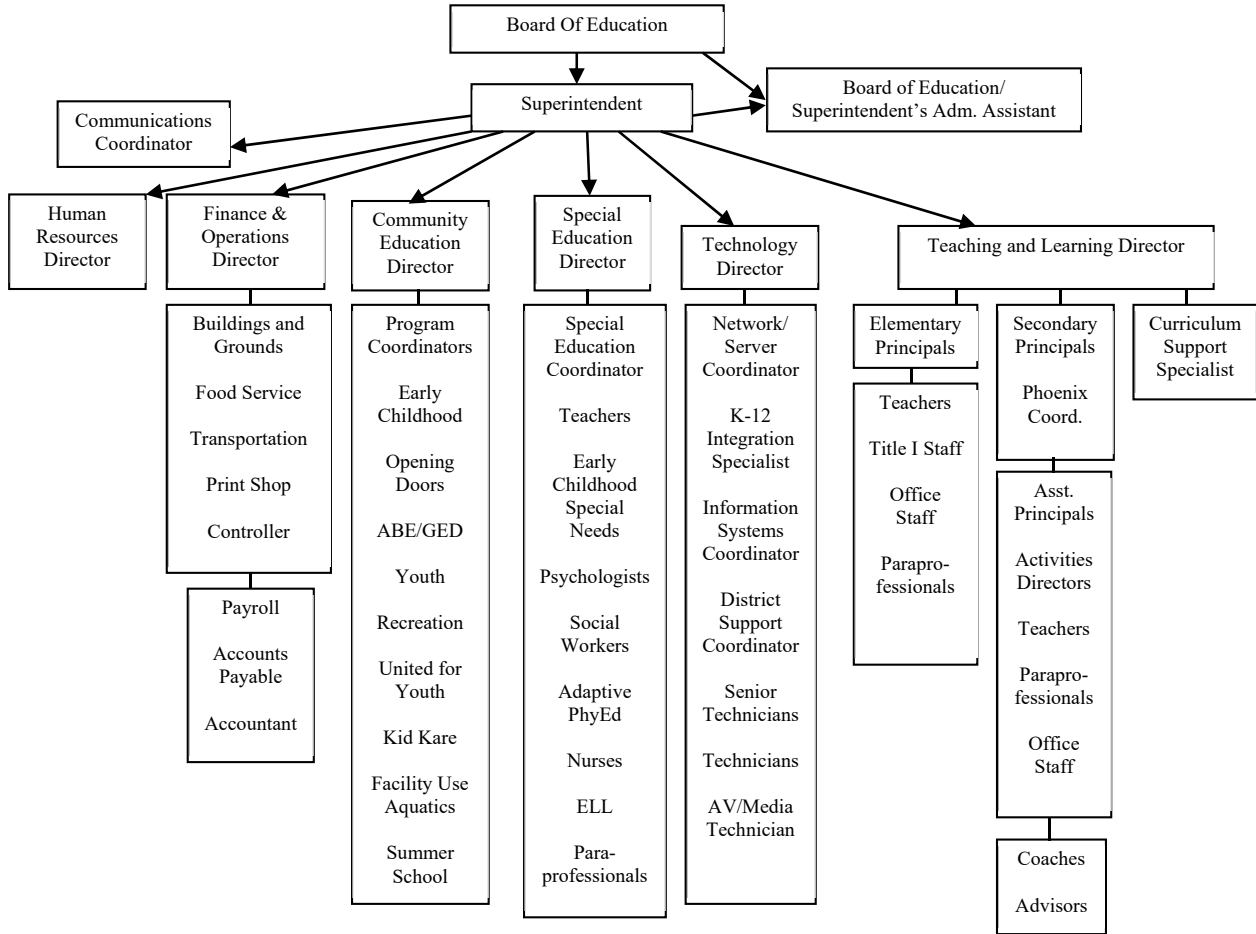 Board Of Education
Superintendent
Board of Education/
Superintendent's Adm. Assistant
Communications
Coordinator
Human
Resources
Director
Finance &
Operations
Director
Community
Education
Director
Special
Education
Director
Technology
Director
Teaching and Learning Director
Buildings and
Grounds
Food Service
Transportation
Print Shop
Controller
Payroll
Accounts
Payable
Accountant
Program
Coordinators
Early
Childhood
Opening
Doors
ABE/GED
Youth
Recreation
United for
Youth
Kid Kare
Facility Use
Aquatics
Summer
School
Special
Education
Coordinator
Teachers
Early
Childhood
Special
Needs
Psychologists
Social
Workers
Adaptive
PhyEd
Nurses
ELL
Para-
professionals
Network/
Server
Coordinator
K-12
Integration
Specialist
Information
Systems
Coordinator
District
Support
Coordinator
Senior
Technicians
Technicians
AV/Media
Technician
Elementary
Principals
Teachers
Title I Staff
Office
Staff
Parapro-
fessionals
Secondary
Principals
Phoenix
Coord.
Asst.
Principals
Activities
Directors
Teachers
Parapro-
fessionals
Office
Staff
Coaches
Advisors
Curriculum
Support
Specialist